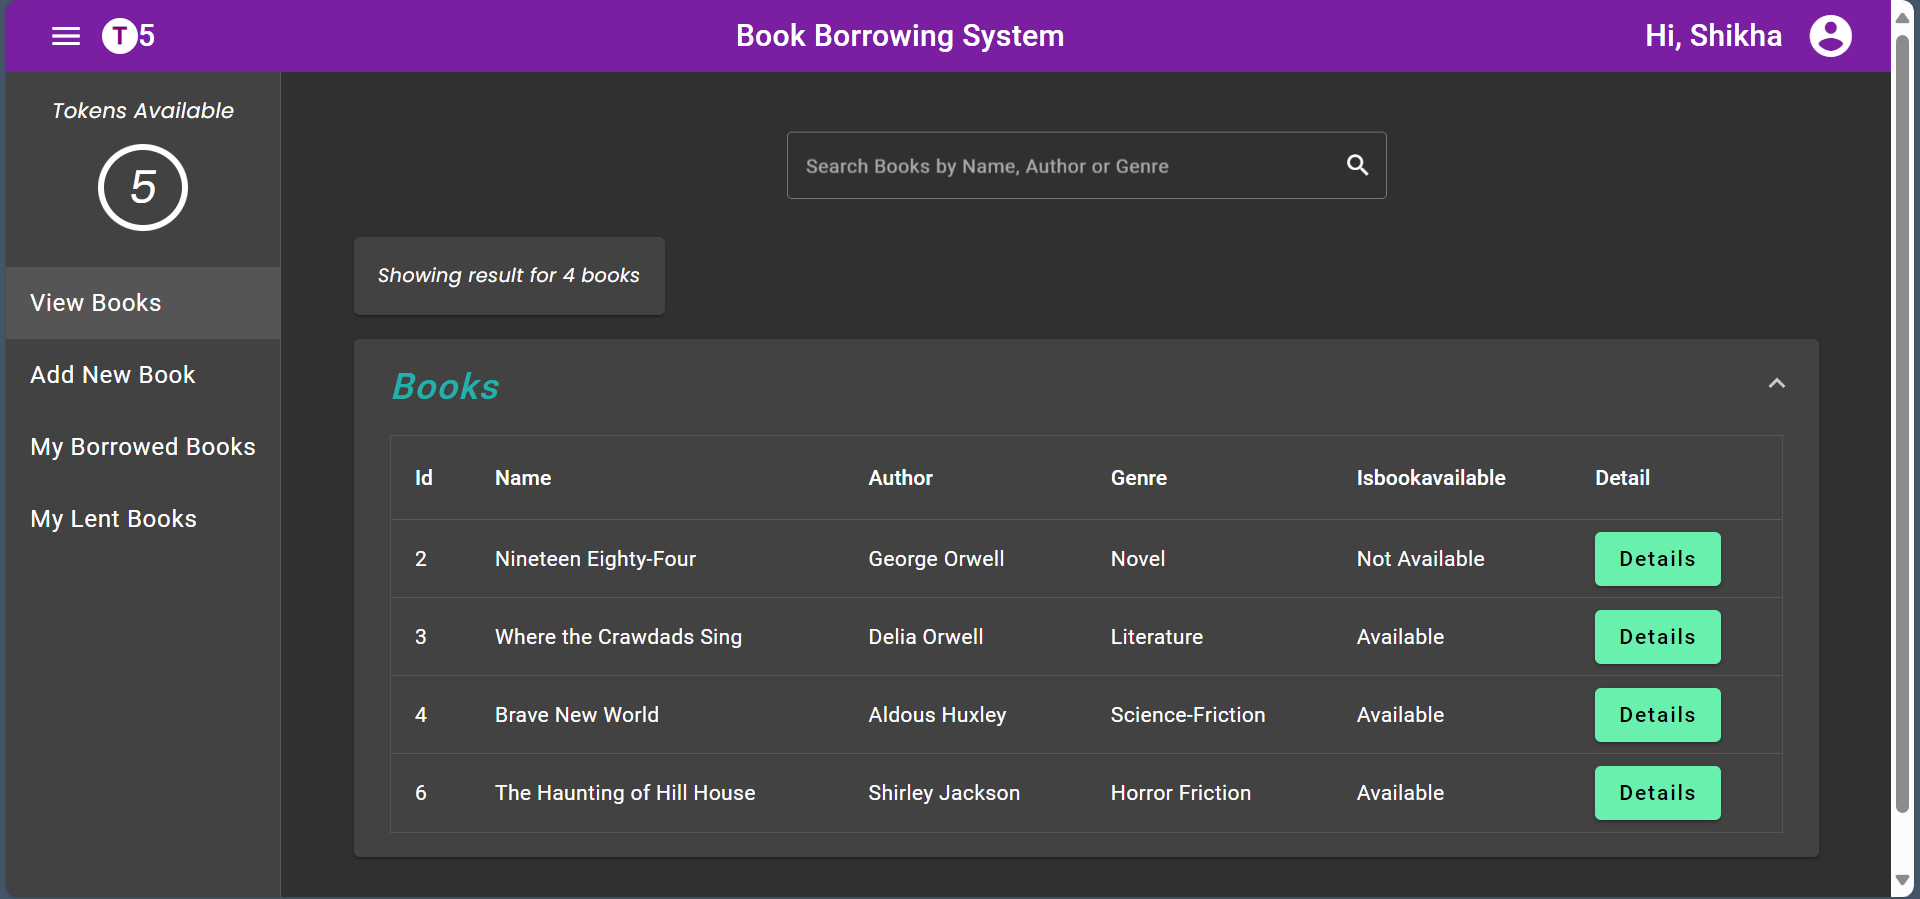 T 5
Book Borrowing System
Hi, Shikha
Tokens Available
5
View Books
Add New Book
My Borrowed Books
My Lent Books
Search Books by Name, Author or Genre
Showing result for 4 books
Books
Id Name Author Genre Isbookavailable Detail
2 Nineteen Eighty-Four George Orwell Novel Not Available Details
3 Where the Crawdads Sing Delia Orwell Literature Available Details
4 Brave New World Aldous Huxley Science-Friction Available Details
6 The Haunting of Hill House Shirley Jackson Horror Friction Available Details